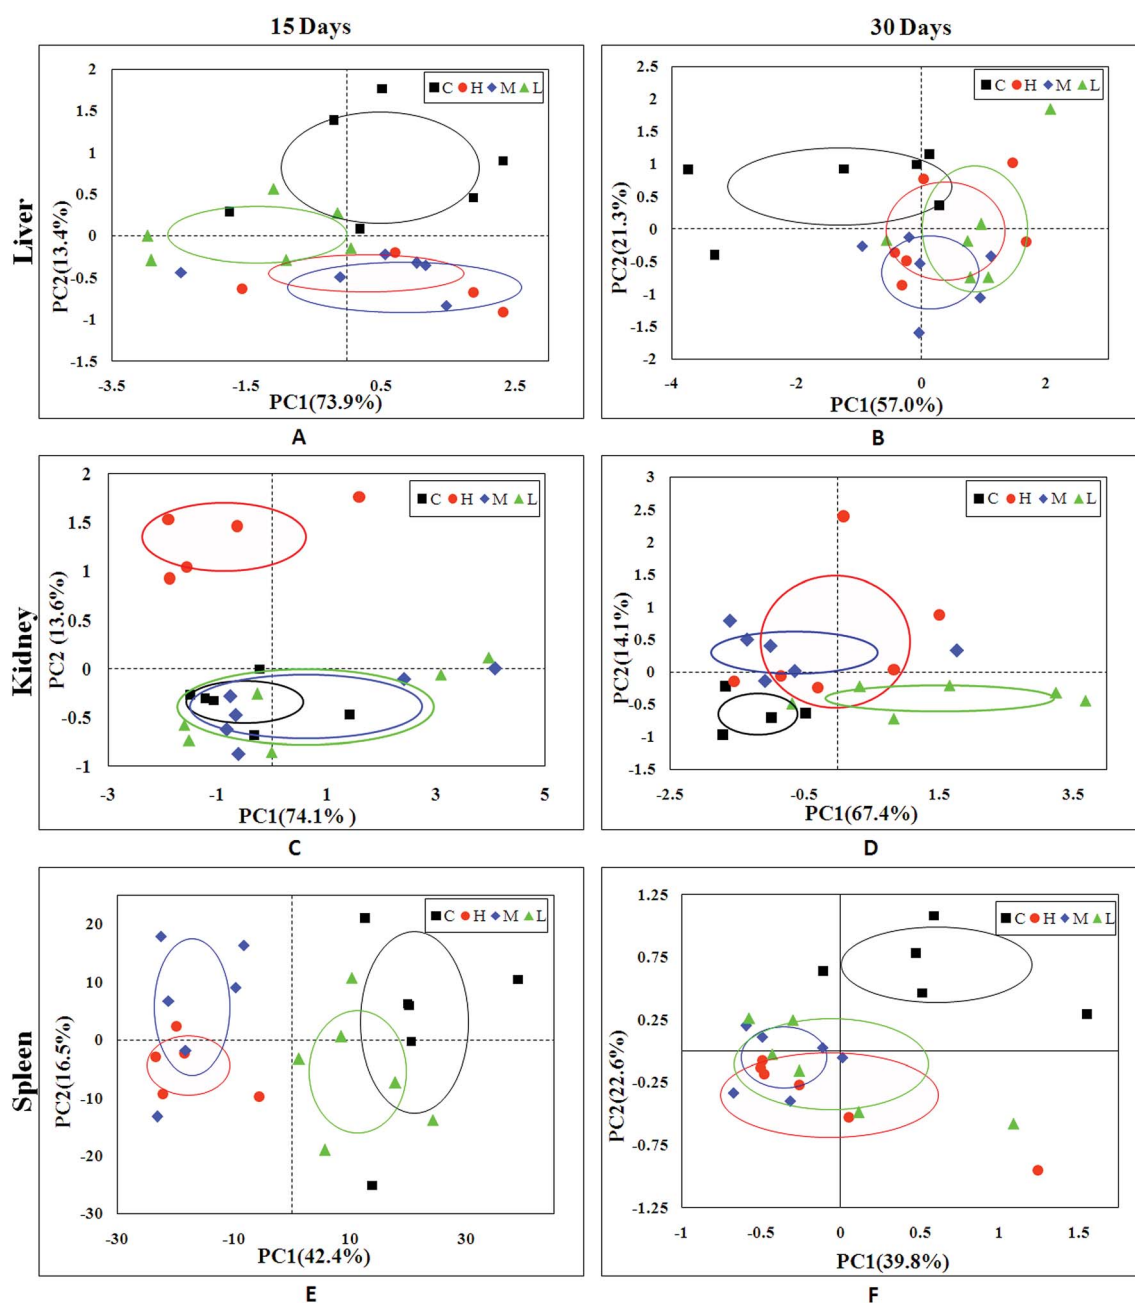 15 Days
30 Days
Liver
PC2(13.4%)
2
1.5
1
0.5
0
-0.5
-1
-1.5
C H M L
-3.5 -1.5 0.5 2.5
PC1(73.9%)
A
PC2(21.3%)
2.5
2
1.5
1
0.5
0
-0.5
-1
-1.5
-2
C H M L
-4 -2 0 2
PC1(57.0%)
B
Kidney
PC2 (13.6%)
2
1.5
1
0.5
0
-0.5
-1
C H M L
-3 -1 1 3 5
PC1(74.1% )
C
PC2(14.1%)
3
2.5
2
1.5
1
0.5
0
-0.5
-1
-1.5
C H M L
-2.5 -0.5 1.5 3.5
PC1(67.4%)
D
Spleen
PC2(16.5%)
20
10
0
-10
-20
-30
C H M L
-30 -10 10 30
PC1(42.4%)
E
PC2(22.6%)
1.25
0.75
0.25
-0.25
-0.75
-1.25
C H M L
-1 -0.5 0 0.5 1 1.5
PC1(39.8%)
F